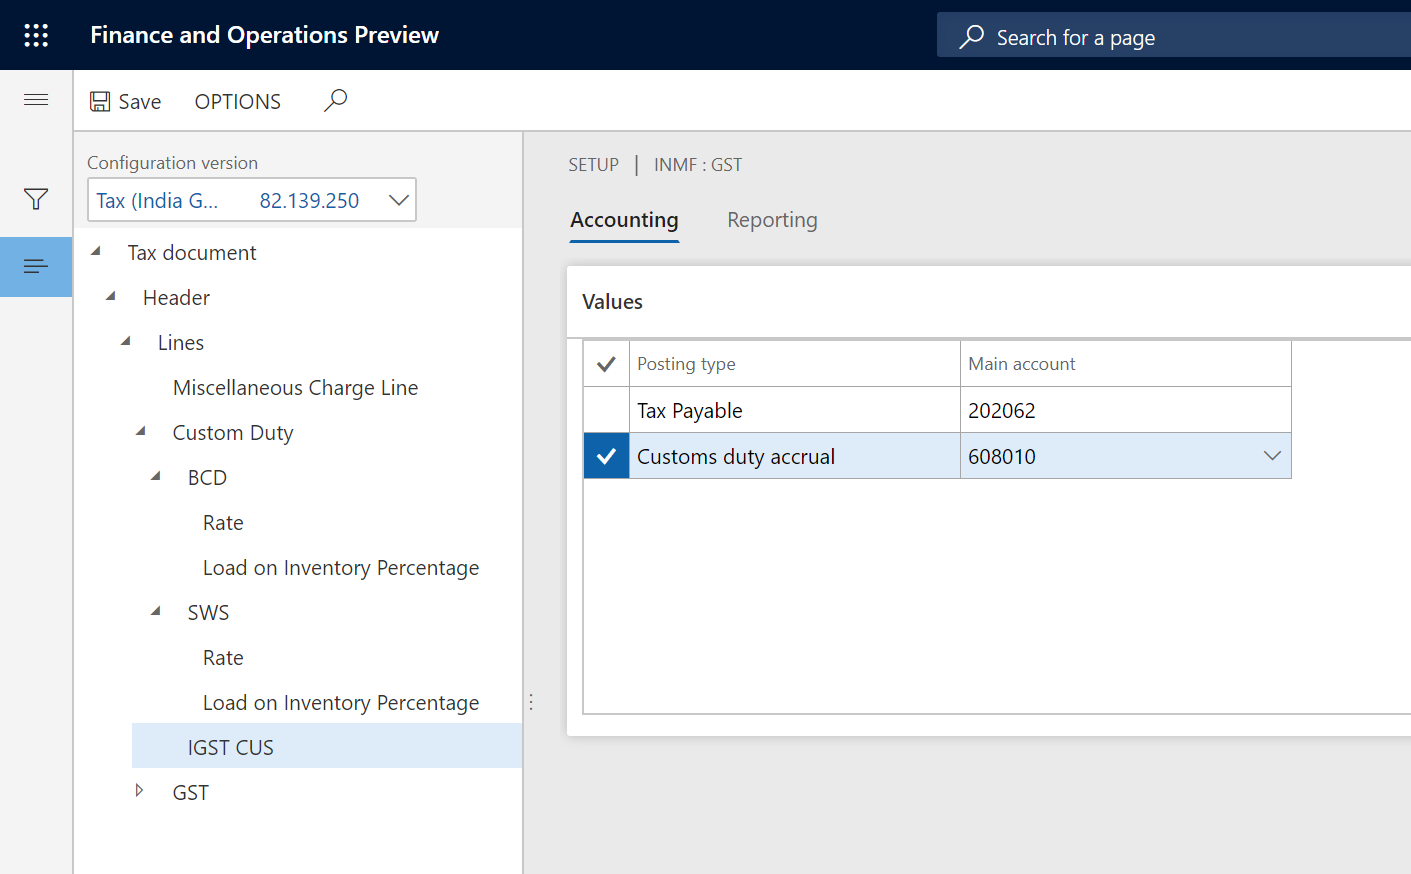 Finance and Operations Preview
Search for a page
Save OPTIONS
Configuration version
Tax (India G... 82.139.250
Tax document
Header
Lines
Miscellaneous Charge Line
Custom Duty
BCD
Rate
Load on Inventory Percentage
SWS
Rate
Load on Inventory Percentage
IGST CUS
GST
SETUP | INMF : GST
Accounting Reporting
Values
Posting type Main account
Tax Payable 202062
Customs duty accrual 608010